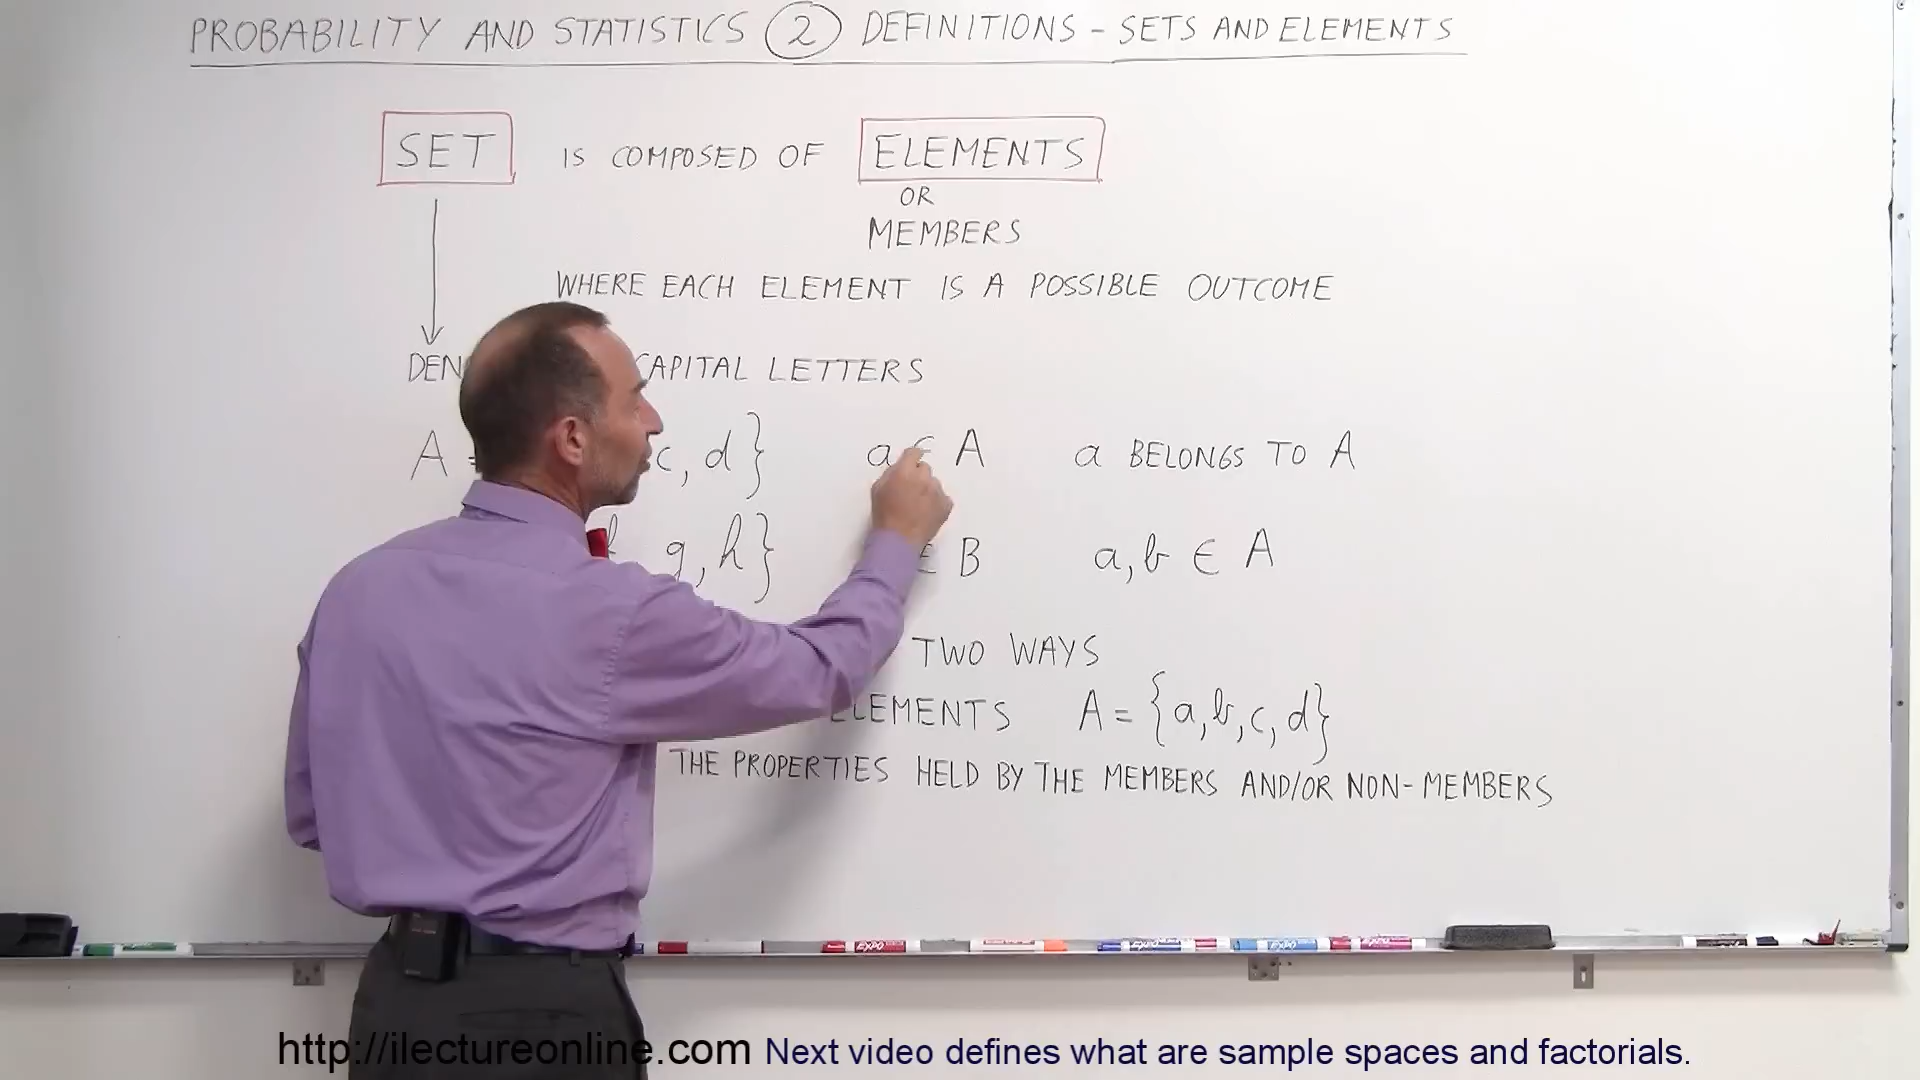 PROBABILITY AND STATISTICS 2 DEFINITIONS - SETS AND ELEMENTS
SET IS COMPOSED OF ELEMENTS
OR
MEMBERS
WHERE EACH ELEMENT IS A POSSIBLE OUTCOME
CAPITAL LETTERS
A = c, d} a ∈ A a BELONGS TO A
g, h} ∈ B a, b ∈ A
TWO WAYS
ELEMENTS A = {a, b, c, d}
THE PROPERTIES HELD BY THE MEMBERS AND/OR NON-MEMBERS
http://ilectureonline.com Next video defines what are sample spaces and factorials.